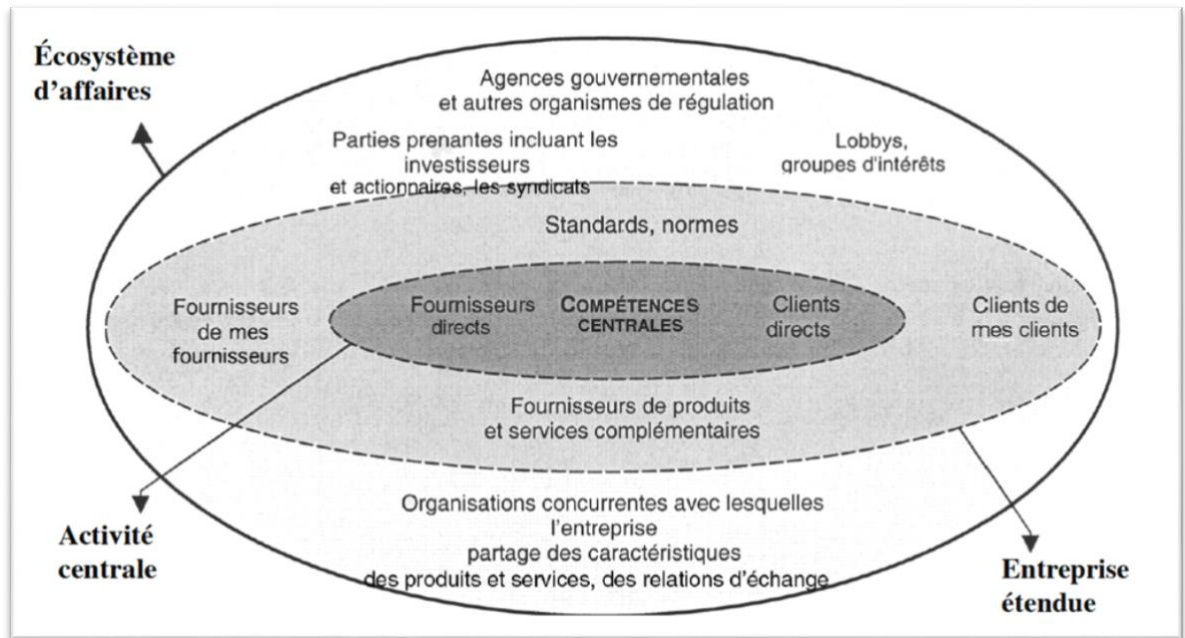 Écosystème
d'affaires
Agences gouvernementales
et autres organismes de régulation
Parties prenantes incluant les
investisseurs
et actionnaires, les syndicats
Lobbys,
groupes d'intérêts
Standards, normes
Fournisseurs
de mes
fournisseurs
Fournisseurs
directs
COMPÉTENCES
CENTRALES
Clients
directs
Clients de
mes clients
Fournisseurs de produits
et services complémentaires
Organisations concurrentes avec lesquelles
l'entreprise
partage des caractéristiques
des produits et services, des relations d'échange
Activité
centrale
Entreprise
étendue